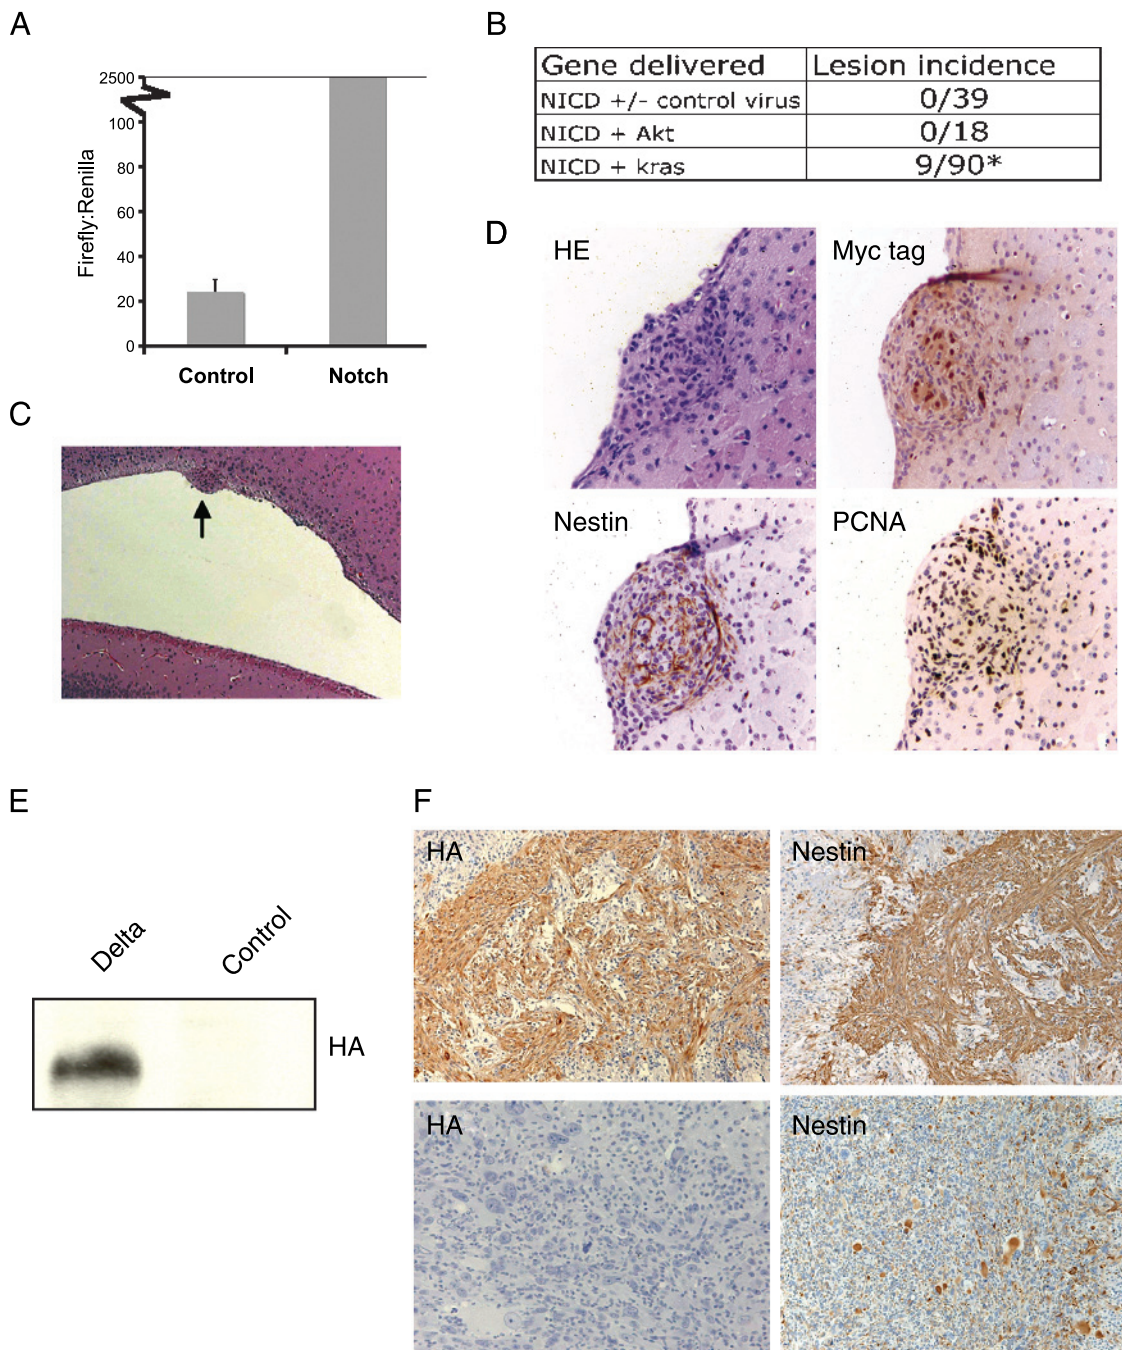 A
2500
100
80
60
40
20
0
Firefly:Renilla
Control
Notch
B
Gene delivered Lesion incidence
NICD +/- control virus 0/39
NICD + Akt 0/18
NICD + kras 9/90*
C
D
HE
Myc tag
Nestin
PCNA
E
Delta
Control
HA
F
HA
Nestin
HA
Nestin